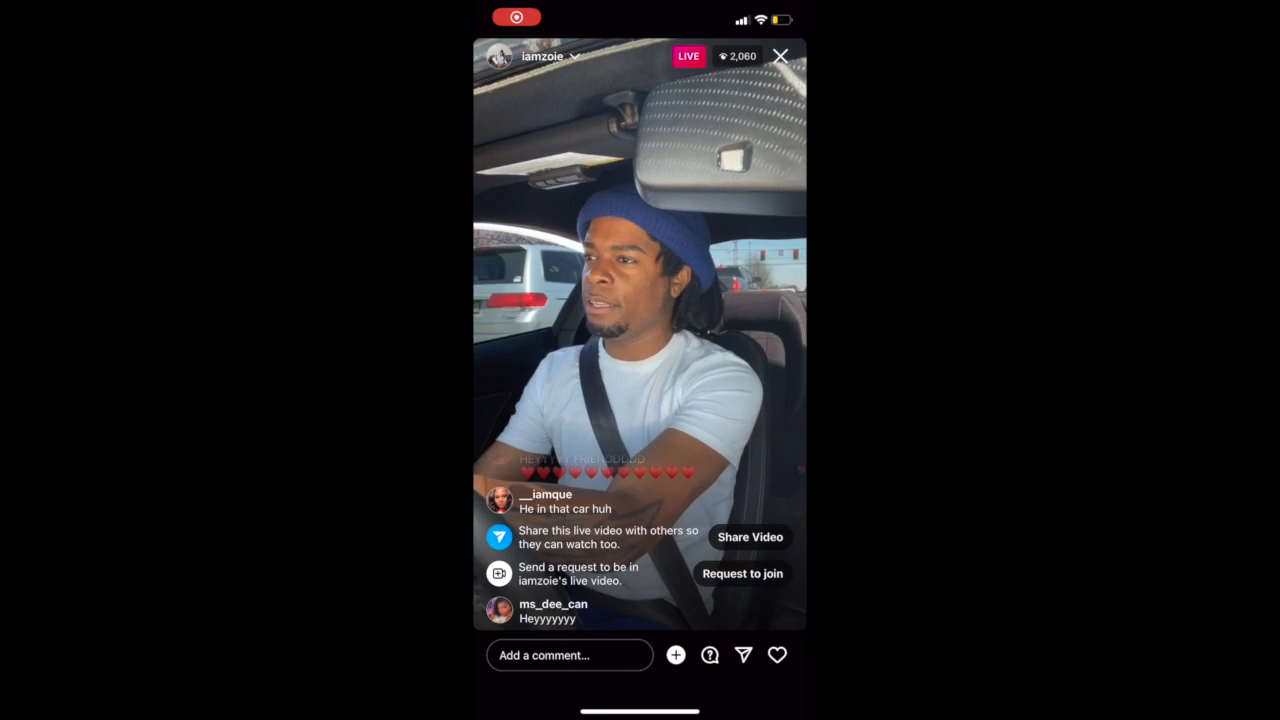 iamzoie
LIVE
2,060
HEYYYYY FRIENDDDDD
❤️❤️❤️❤️❤️❤️❤️❤️❤️❤️❤️
__iamque
He in that car huh
Share this live video with others so
they can watch too.
Share Video
Send a request to be in
iamzoie's live video.
Request to join
ms_dee_can
Heyyyyyyy
Add a comment...